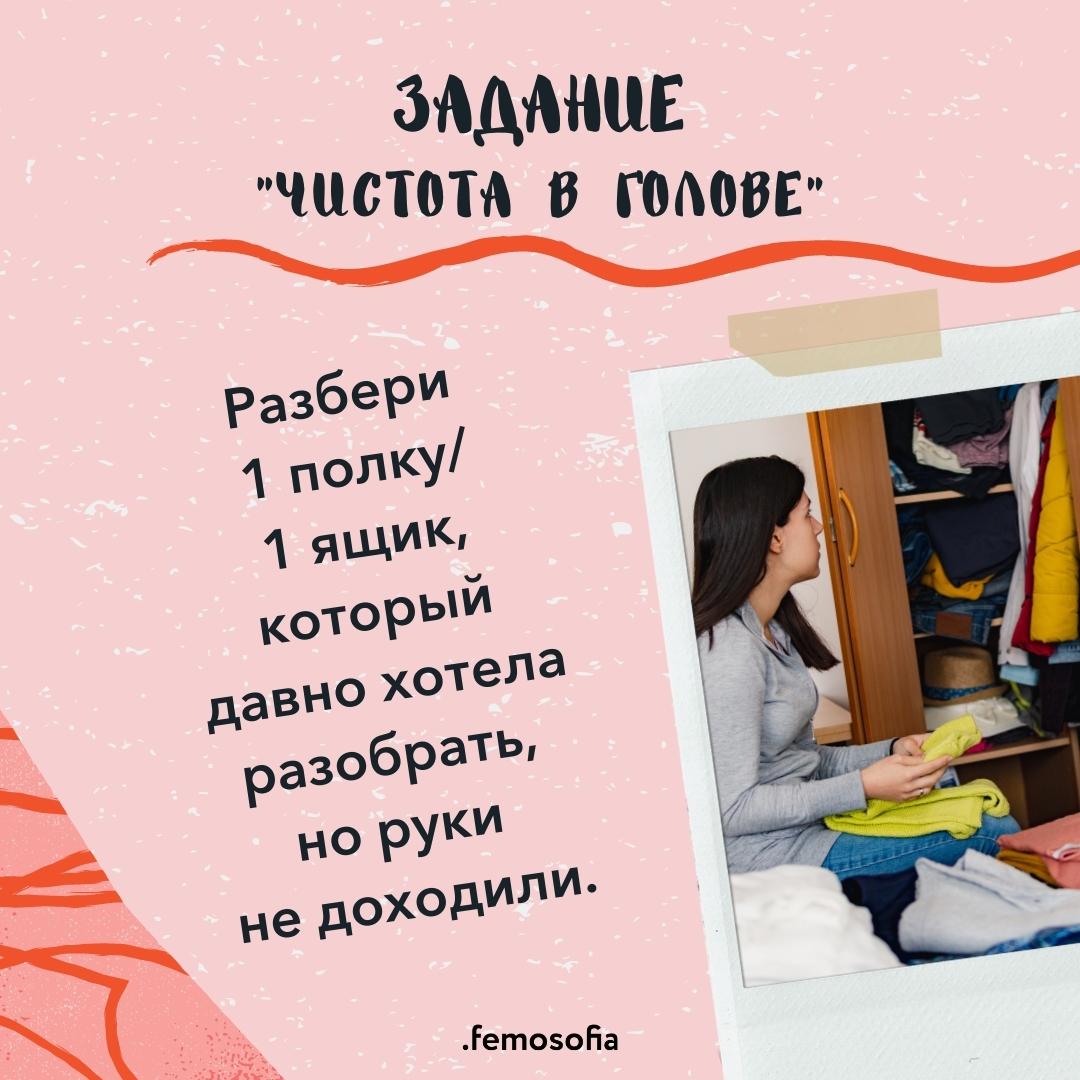 ЗАДАНИЕ
"ЧИСТОТА В ГОЛОВЕ"
Разбери
1 полку/
1 ящик,
который
давно хотела
разобрать,
но руки
не доходили.
.femosofia